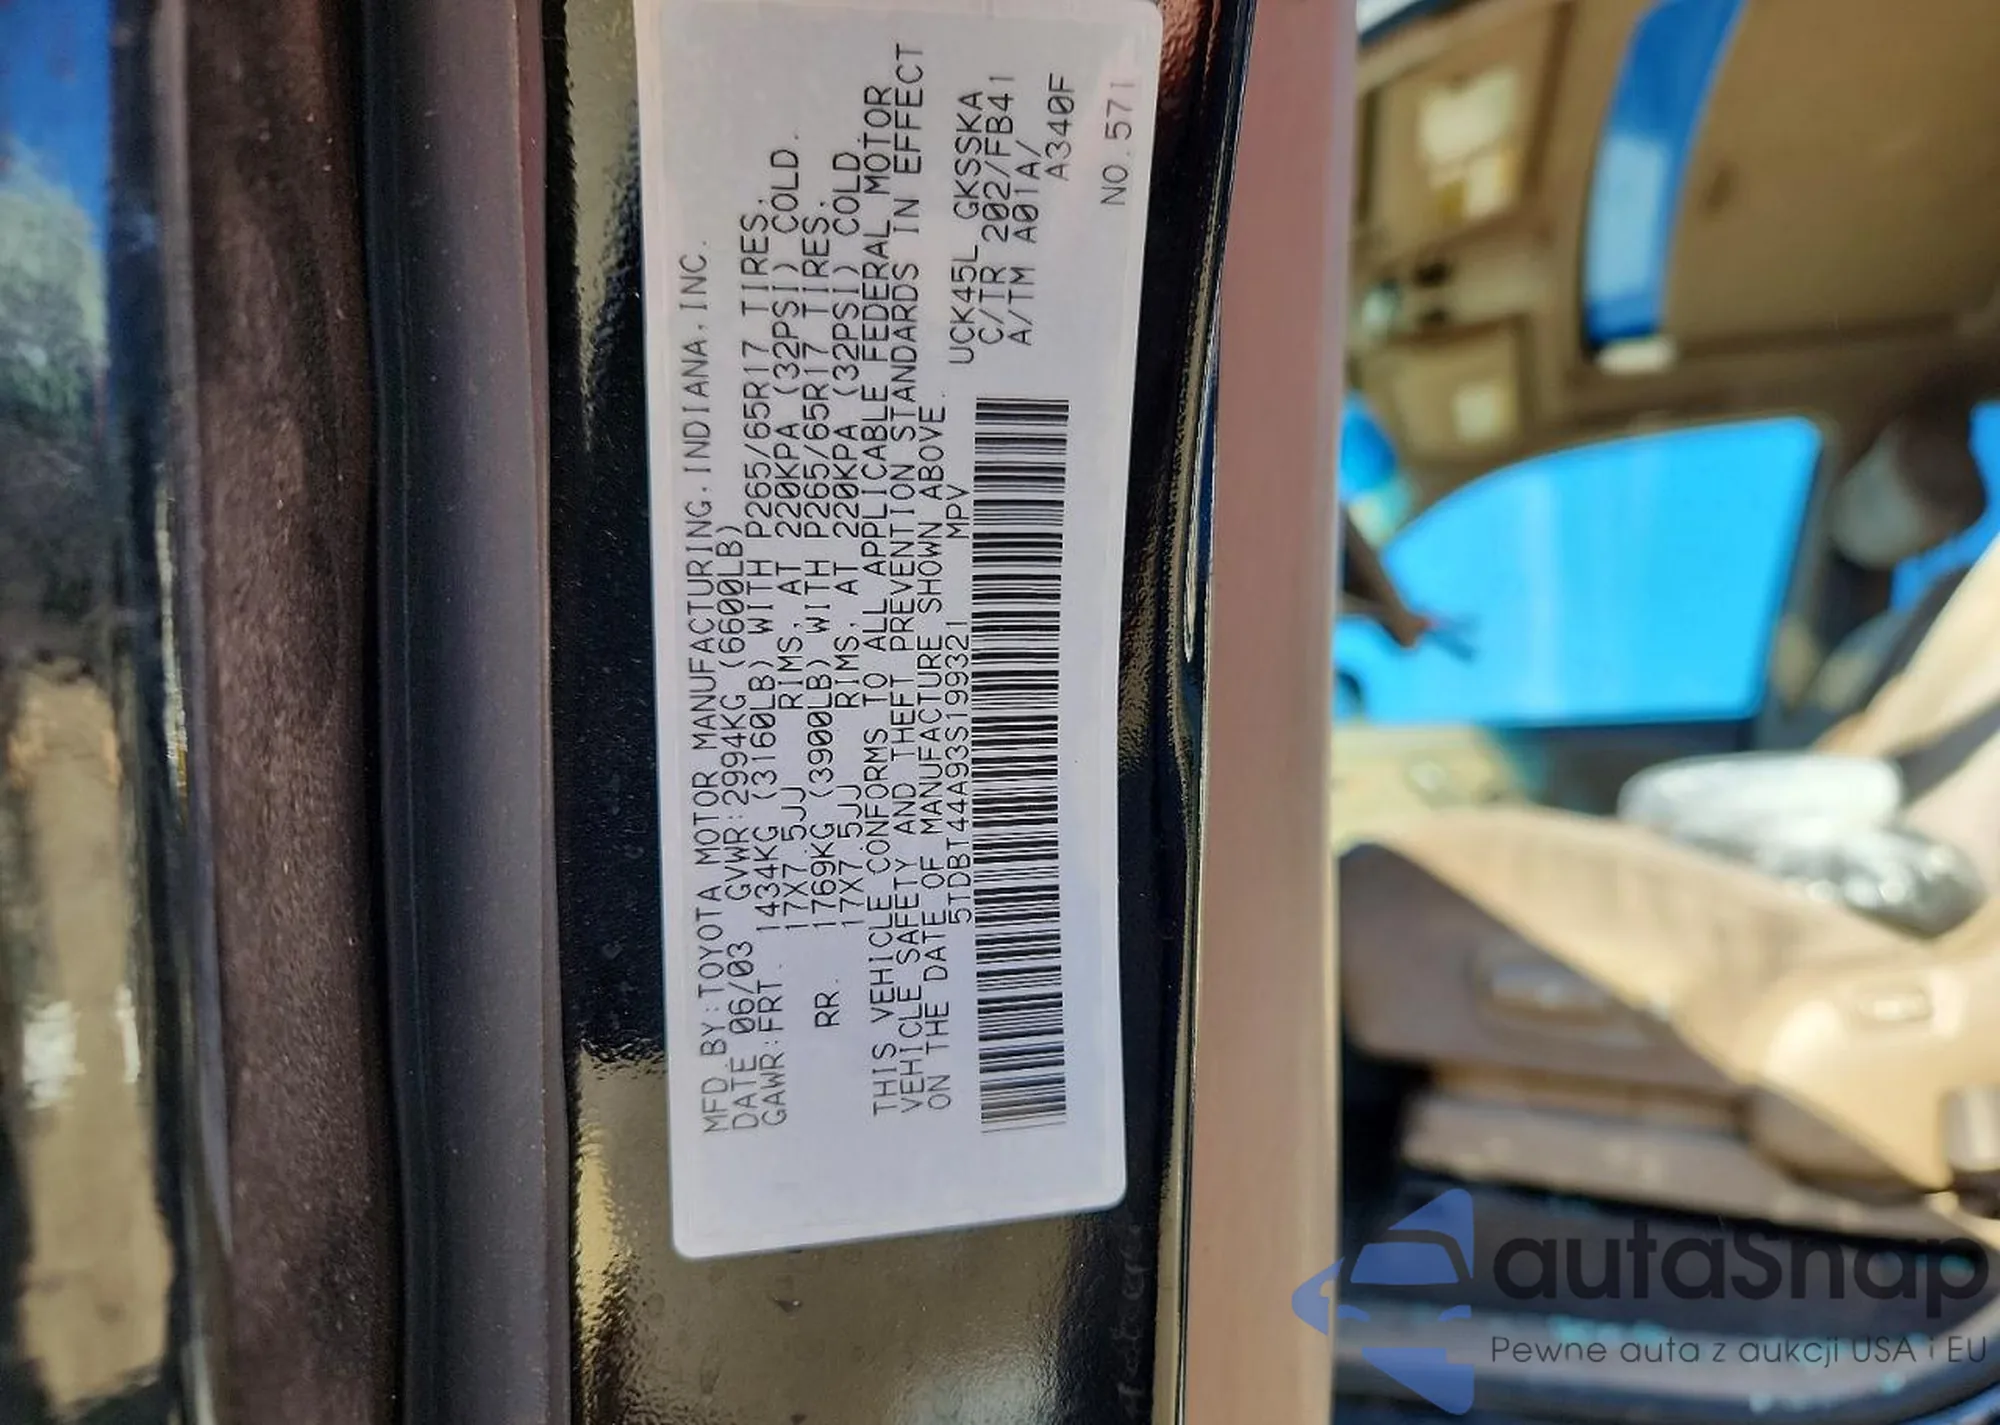 MFD.BY:TOYOTA MOTOR MANUFACTURING,INDIANA,INC.
DATE 06/03 GVWR:2994KG(6600LB)
GAWR:FRT. 1434KG(3160LB) WITH P265/65R17 TIRES,
17X7.5JJ RIMS, AT 220KPA(32PSI) COLD.
RR. 1769KG(3900LB) WITH P265/65R17 TIRES,
17X7.5JJ RIMS, AT 220KPA(32PSI) COLD
THIS VEHICLE CONFORMS TO ALL APPLICABLE FEDERAL MOTOR
VEHICLE SAFETY AND THEFT PREVENTION STANDARDS IN EFFECT
ON THE DATE OF MANUFACTURE SHOWN ABOVE.
5TDBT44A93S199321 MPV
UCK45L GKSSKA
C/TR 202/FB41
A/TM A01A/
A340F
NO.571
autoSnap
Pewne auta z aukcji USA i EU